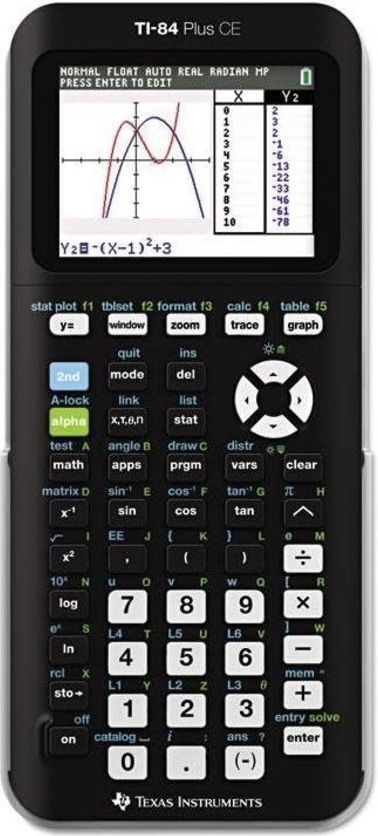 TI-84 Plus CE
NORMAL FLOAT AUTO REAL RADIAN MP
PRESS ENTER TO EDIT
X Y2
0 2
1 3
2 2
3 -1
4 -6
5 -13
6 -22
7 -33
8 -46
9 -61
10 -78
Y2=-(X-1)²+3
stat plot f1 tblset f2 format f3 calc f4 table f5
y= window zoom trace graph
quit ins
2nd mode del
A-lock link list
alpha X,T,θ,n stat
test A angle B draw C distr
math apps prgm vars clear
matrix D sin⁻¹ E cos⁻¹ F tan⁻¹ G π H
x⁻¹ sin cos tan ^
√ I EE J { K } L e M
x² , ( ) ÷
10ˣ N u O v P w Q [ R
log 7 8 9 ×
eˣ S L4 T L5 U L6 V ] W
ln 4 5 6 −
rcl X L1 Y L2 Z L3 θ mem "
sto→ 1 2 3 +
off catalog i : ans ? entry solve
on 0 . (-) enter
TEXAS INSTRUMENTS